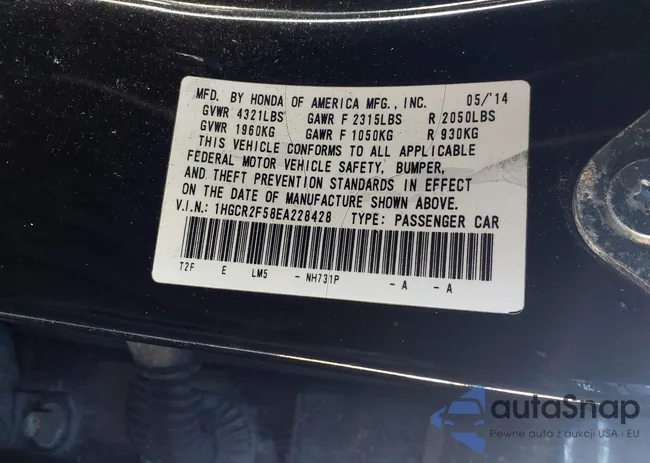 MFD. BY HONDA OF AMERICA MFG., INC. 05/'14
GVWR 4321LBS GAWR F 2315LBS R 2050LBS
GVWR 1960KG GAWR F 1050KG R 930KG
THIS VEHICLE CONFORMS TO ALL APPLICABLE
FEDERAL MOTOR VEHICLE SAFETY, BUMPER,
AND THEFT PREVENTION STANDARDS IN EFFECT
ON THE DATE OF MANUFACTURE SHOWN ABOVE.
V.I.N.: 1HGCR2F58EA228428 TYPE: PASSENGER CAR
T2F E LM5 - NH731P - A - A
autaSnap
Pewne auto z aukcji USA i EU